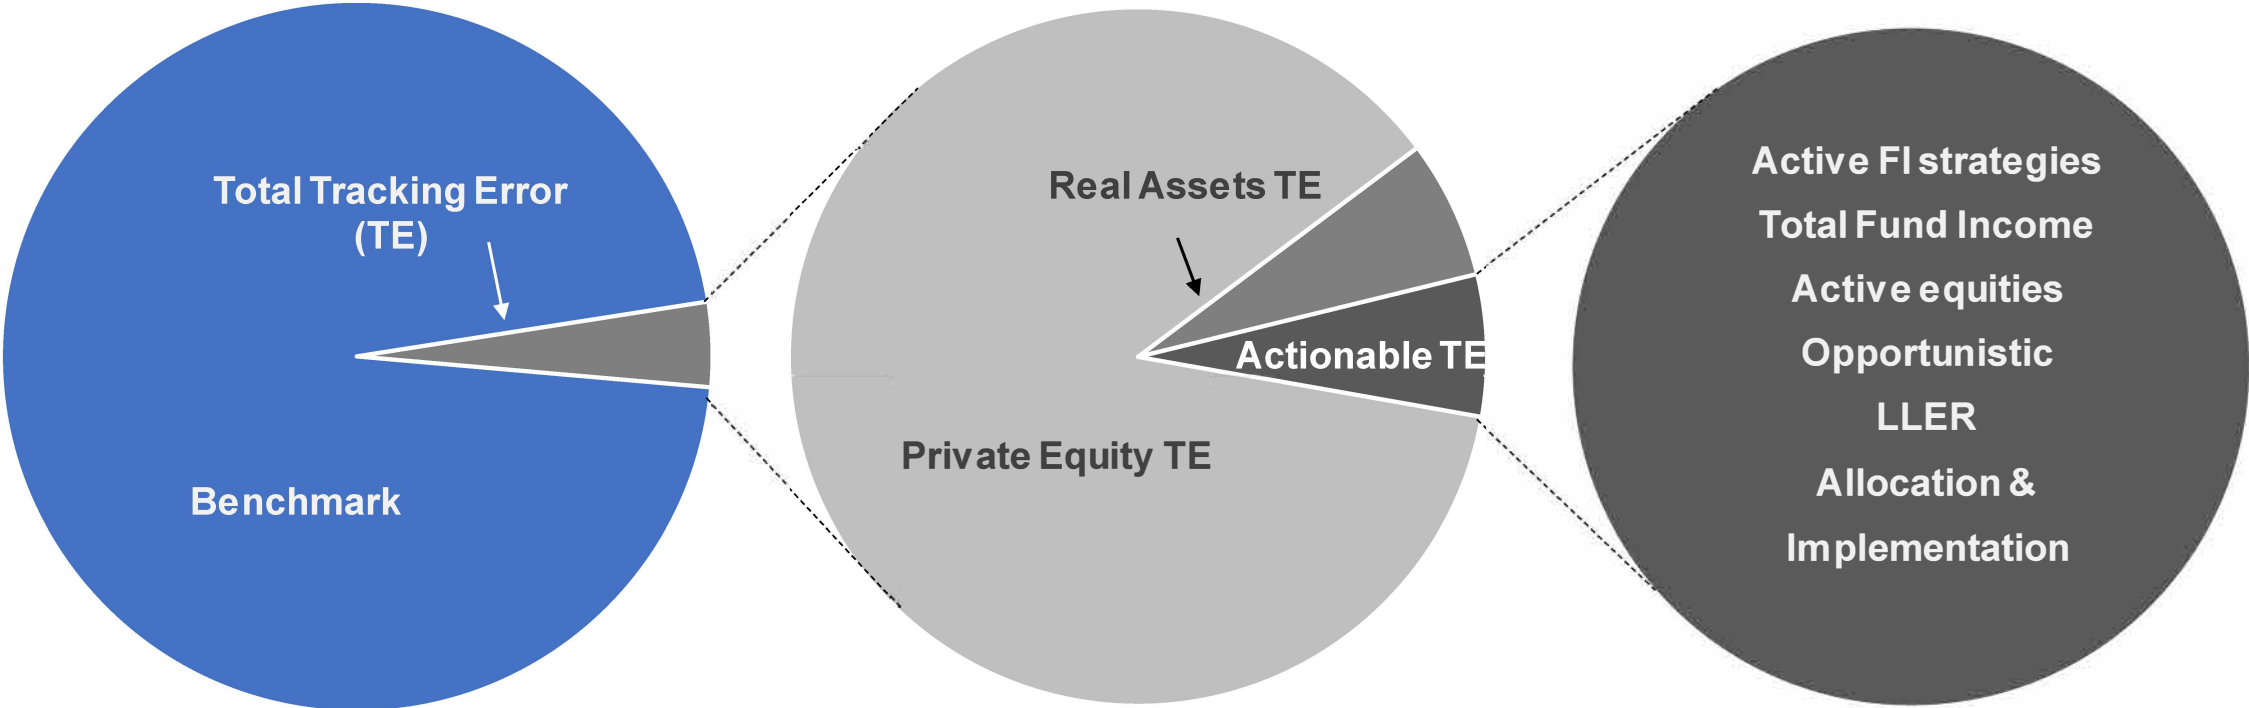 Total Tracking Error
(TE)
Benchmark
Real Assets TE
Actionable TE
Private Equity TE
Active FI strategies
Total Fund Income
Active equities
Opportunistic
LLER
Allocation &
Implementation